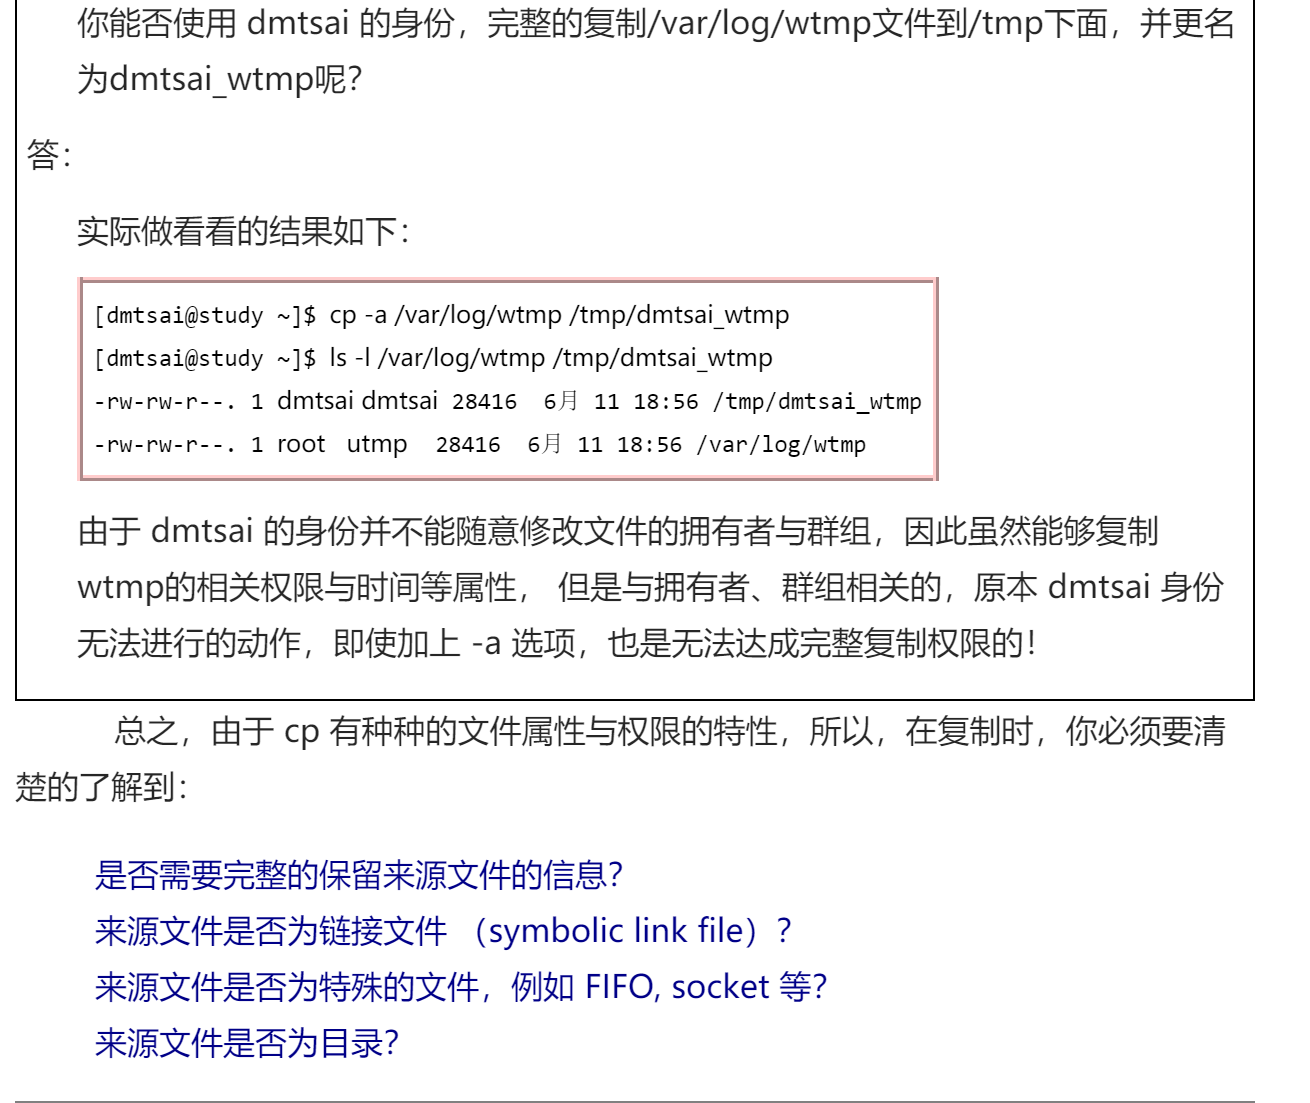 你能否使用 dmtsai 的身份，完整的复制/var/log/wtmp文件到/tmp下面，并更名
为dmtsai_wtmp呢？
答：
实际做看看的结果如下：
[dmtsai@study ~]$ cp -a /var/log/wtmp /tmp/dmtsai_wtmp
[dmtsai@study ~]$ ls -l /var/log/wtmp /tmp/dmtsai_wtmp
-rw-rw-r--. 1 dmtsai dmtsai 28416  6月 11 18:56 /tmp/dmtsai_wtmp
-rw-rw-r--. 1 root   utmp  28416  6月 11 18:56 /var/log/wtmp
由于 dmtsai 的身份并不能随意修改文件的拥有者与群组，因此虽然能够复制
wtmp的相关权限与时间等属性， 但是与拥有者、群组相关的，原本 dmtsai 身份
无法进行的动作，即使加上 -a 选项，也是无法达成完整复制权限的！
总之，由于 cp 有种种的文件属性与权限的特性，所以，在复制时，你必须要清
楚的了解到：
是否需要完整的保留来源文件的信息？
来源文件是否为链接文件 （symbolic link file）？
来源文件是否为特殊的文件，例如 FIFO, socket 等？
来源文件是否为目录？